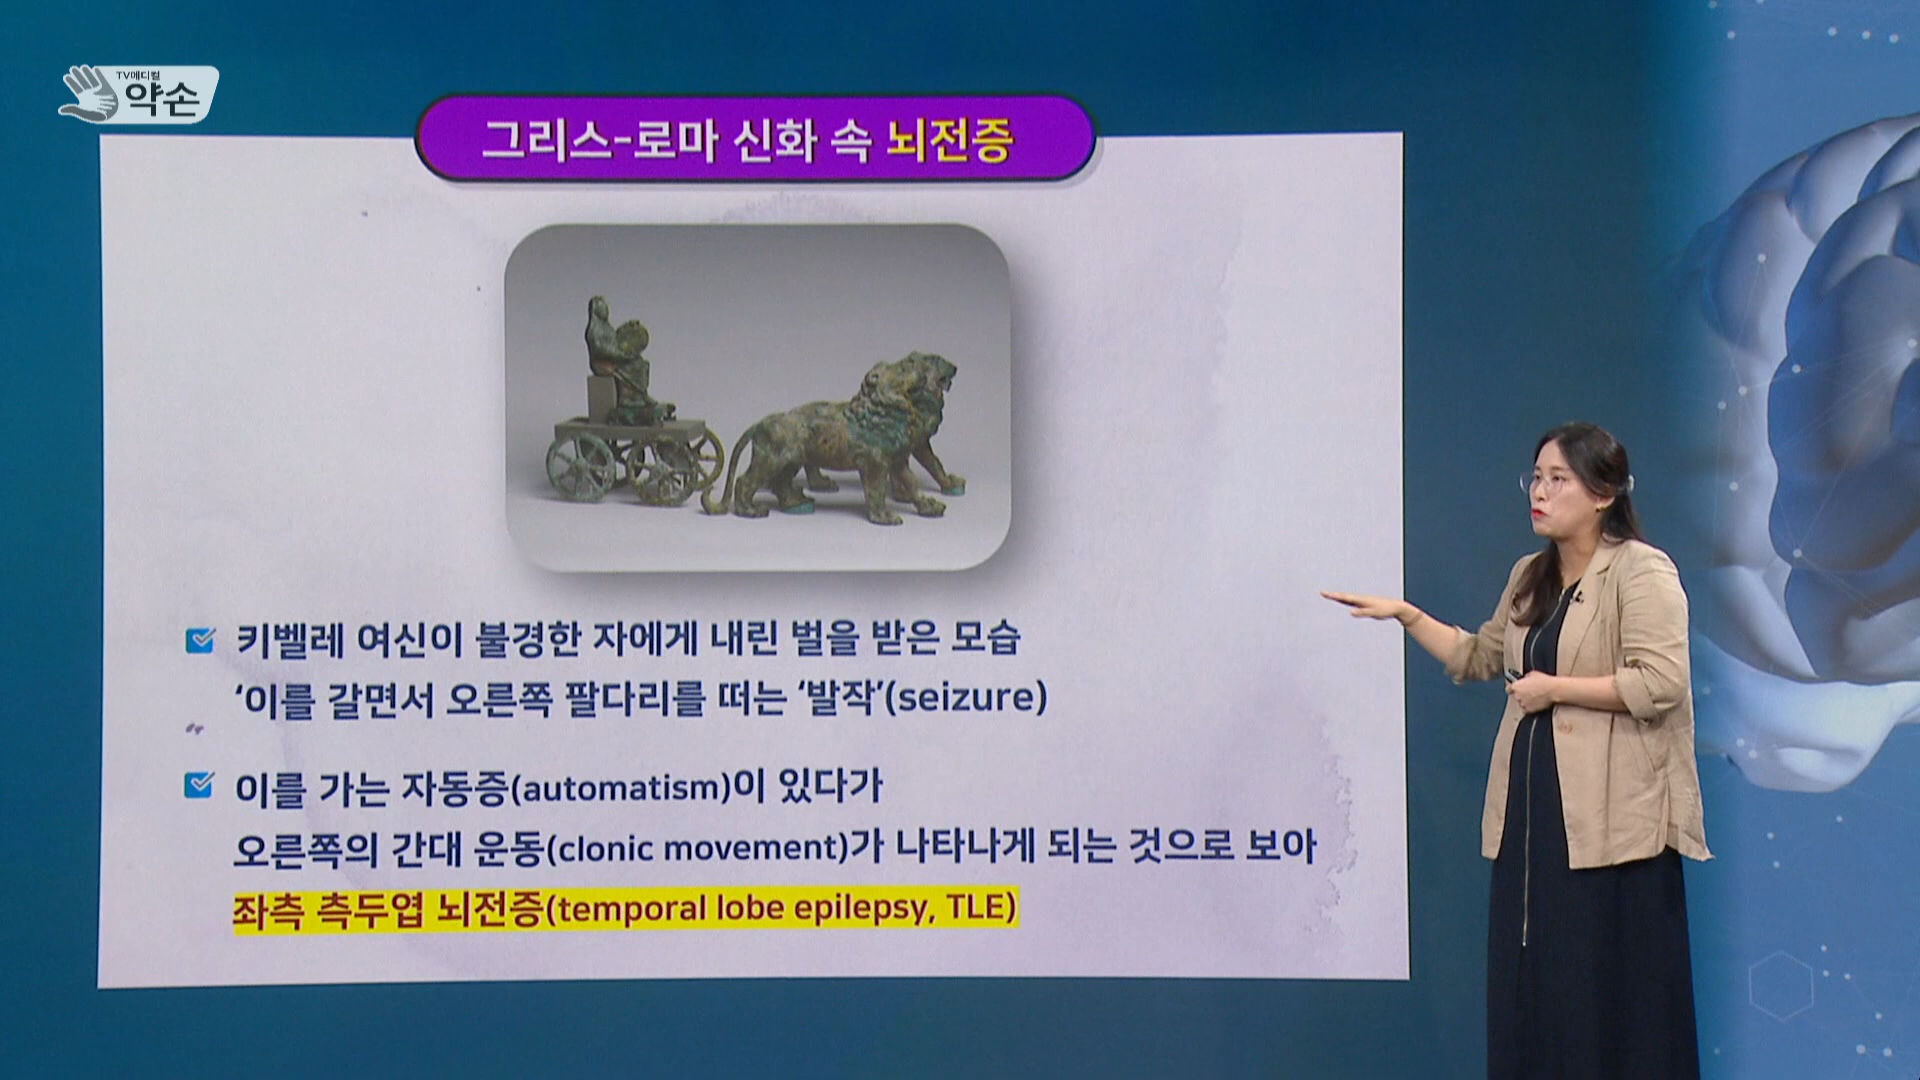 TV메디컬
약손
그리스-로마 신화 속 뇌전증
키벨레 여신이 불경한 자에게 내린 벌을 받은 모습
‘이를 갈면서 오른쪽 팔다리를 떠는 ‘발작’(seizure)
이를 가는 자동증(automatism)이 있다가
오른쪽의 간대 운동(clonic movement)가 나타나게 되는 것으로 보아
좌측 측두엽 뇌전증(temporal lobe epilepsy, TLE)